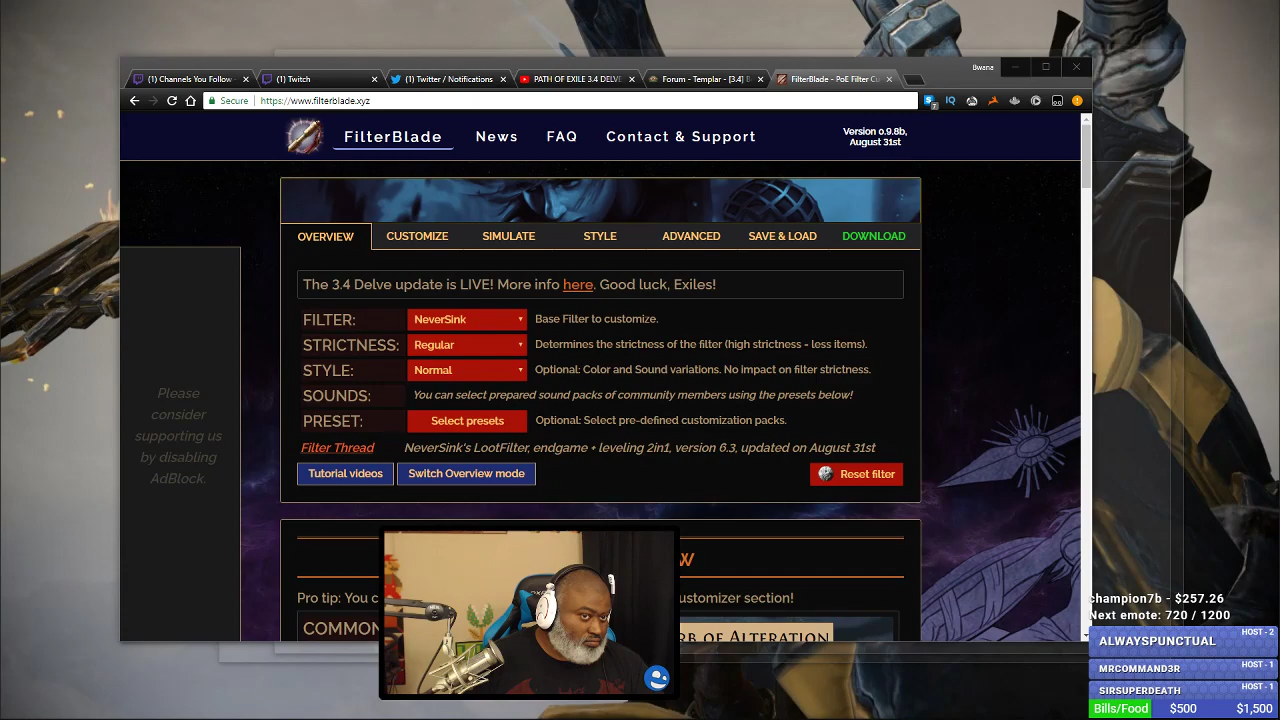 Bwana
(1) Channels You Follow
(1) Twitch
(1) Twitter / Notifications
PATH OF EXILE 3.4 DELVE
Forum - Templar - [3.4]
FilterBlade - PoE Filter Cu
Secure
https://www.filterblade.xyz
IQ
7
FilterBlade
News
FAQ
Contact & Support
Version 0.9.8b,
August 31st
OVERVIEW
CUSTOMIZE
SIMULATE
STYLE
ADVANCED
SAVE & LOAD
DOWNLOAD
The 3.4 Delve update is LIVE! More info here. Good luck, Exiles!
FILTER: NeverSink Base Filter to customize.
STRICTNESS: Regular Determines the strictness of the filter (high strictness - less items).
STYLE: Normal Optional: Color and Sound variations. No impact on filter strictness.
SOUNDS: You can select prepared sound packs of community members using the presets below!
PRESET: Select presets Optional: Select pre-defined customization packs.
Filter Thread NeverSink's LootFilter, endgame + leveling 2in1, version 6.3, updated on August 31st
Tutorial videos
Switch Overview mode
Reset filter
Please
consider
supporting us
by disabling
AdBlock.
W
Pro tip: You c
ustomizer section!
COMMON
RB OF ALTERATION
champion7b - $257.26
Next emote: 720 / 1200
ALWAYSPUNCTUAL HOST - 2
MRCOMMAND3R HOST - 1
SIRSUPERDEATH HOST - 1
Bills/Food $500 $1,500